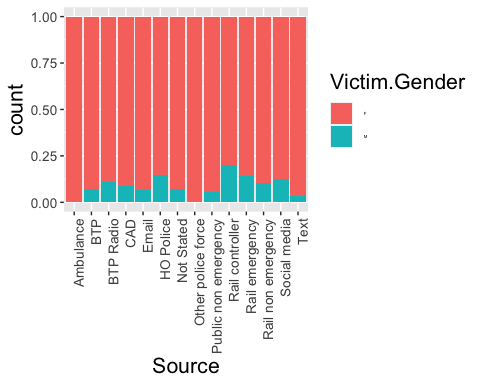 1.00
0.75
0.50
0.25
0.00
count
Ambulance
BTP
BTP Radio
CAD
Email
HO Police
Not Stated
Other police force
Public non emergency
Rail controller
Rail emergency
Rail non emergency
Social media
Text
Source
Victim.Gender
F
M